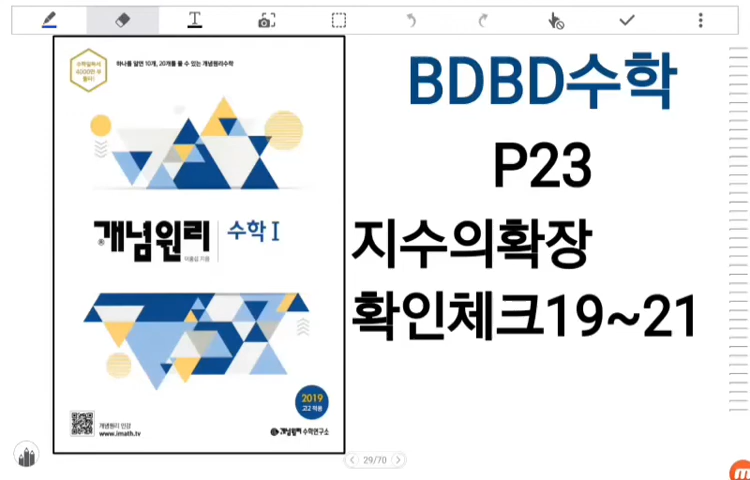 T
수학입학서
4000만 부
돌파!
하나를 알면 10개, 20개를 풀 수 있는 개념원리수학
BDBD수학
P23
지수의확장
확인체크19~21
개념원리
수학 I
이홍섭 지음
2019
고2 적용
개념원리 인강
www.imath.tv
개념원리 수학연구소
29/70
m